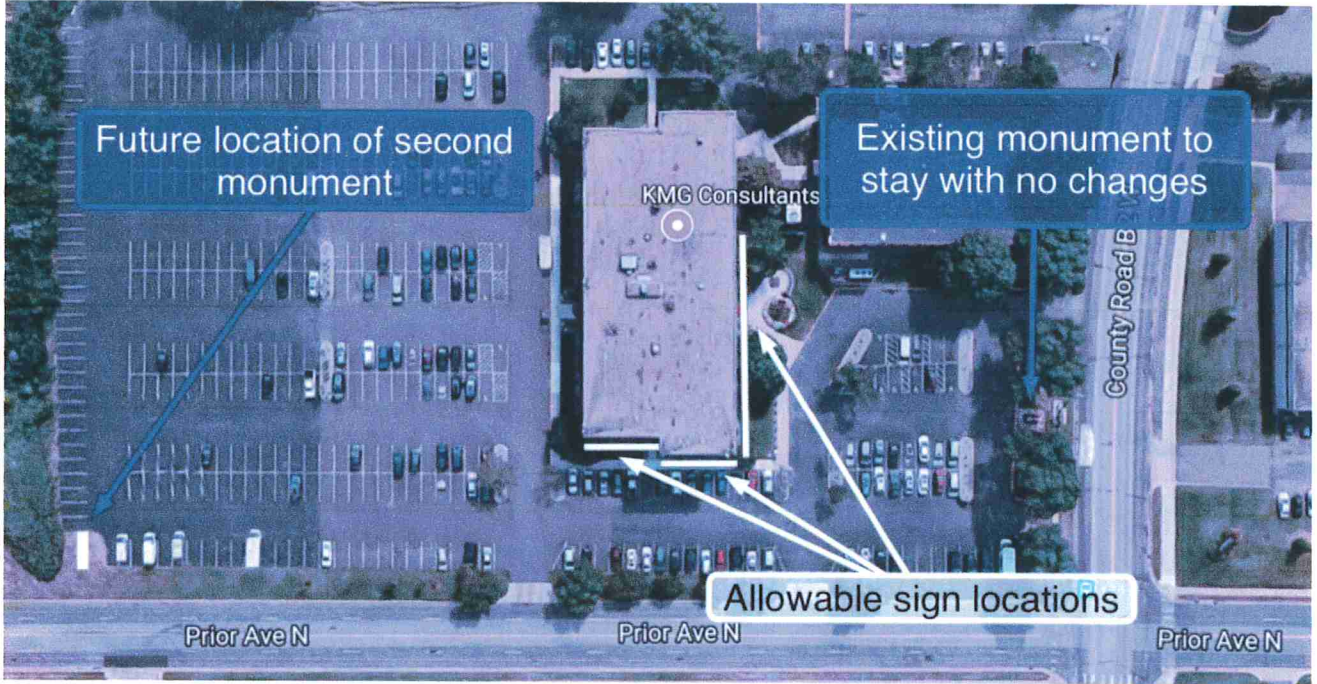 Future location of second
monument
Existing monument to
stay with no changes
KMG Consultants
County Road B2 W
Allowable sign locations
Prior Ave N
Prior Ave N
Prior Ave N